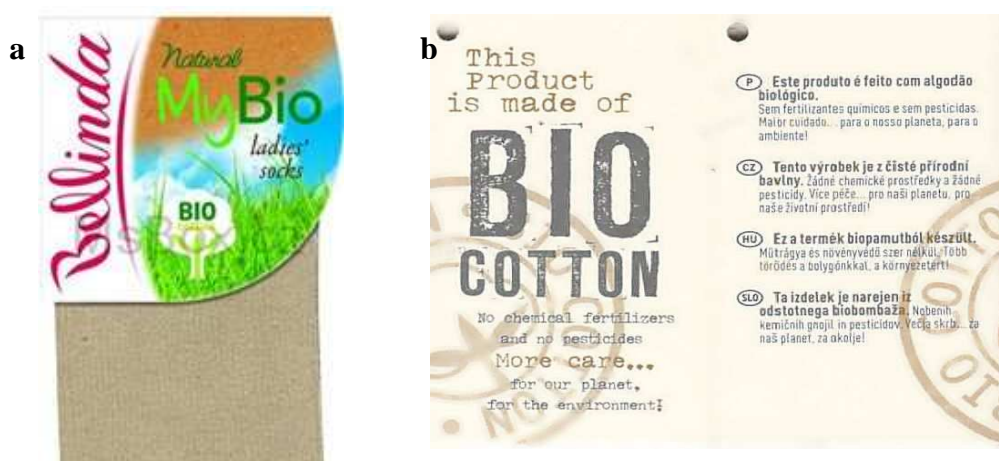 a
Bellinda
Natural
MyBio
ladies'
socks
BIO
b
This
Product
is made of
BIO
COTTON
No chemical fertilizers
and no pesticides
More care...
for our planet,
for the environment!
P Este produto é feito com algodão
biológico.
Sem fertilizantes químicos e sem pesticidas.
Maior cuidado... para o nosso planeta, para o
ambiente!
CZ Tento výrobek je z čisté přírodní
bavlny. Žádné chemické prostředky a žádné
pesticidy. Více péče... pro naši planetu, pro
naše životní prostředí!
HU Ez a termék biopamutból készült.
Műtrágya és növényvédő szer nélkül. Több
törődés a bolygónkkal, a környezetért!
SLO Ta izdelek je narejen iz
odstotnega biobombaža. Nobenih
kemičnih gnojil in pesticidov. Večja skrb... za
naš planet, za okolje!